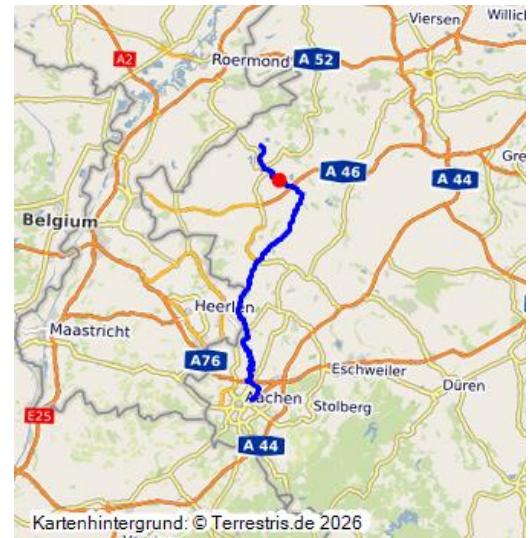 Viersen
Willich
A2
Roermond
A 52
Gre
A 46
A 44
Belgium
Heerlen
Maastricht
A76
Eschweiler
Düren
Aachen
Stolberg
E25
A 44
Kartenhintergrund: © Terrestris.de 2026